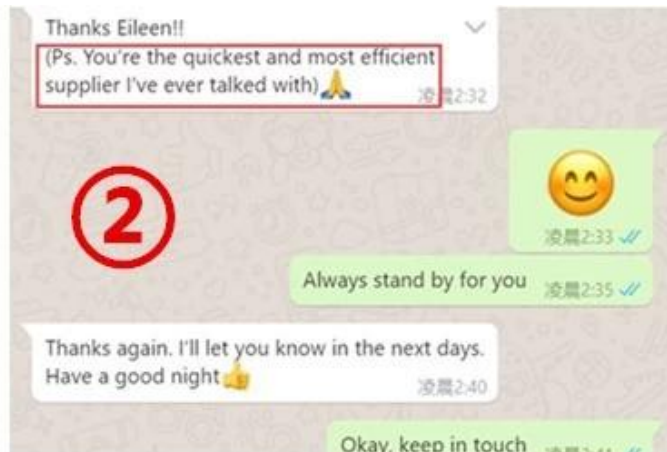 Thanks Eileen!!
(Ps. You're the quickest and most efficient
supplier I've ever talked with)🙏
凌晨2:32
②
😊
凌晨2:33
Always stand by for you
凌晨2:35
Thanks again. I'll let you know in the next days.
Have a good night👍
凌晨2:40
Okay, keep in touch